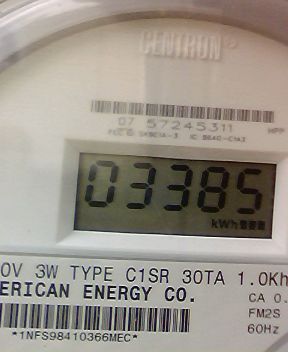 CENTRON®
07 57245311
HPP
03385
kWh
0V 3W TYPE C1SR 30TA 1.0Kh
ERICAN ENERGY CO.
CA 0.
FM2S
60Hz
*1NFS98410366MEC*